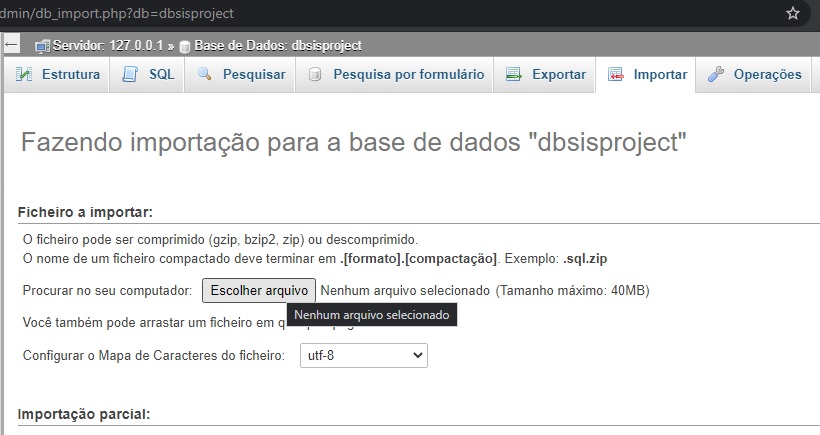 dmin/db_import.php?db=dbsisproject
Servidor: 127.0.0.1 » Base de Dados: dbsisproject
Estrutura SQL Pesquisar Pesquisa por formulário Exportar Importar Operações
Fazendo importação para a base de dados "dbsisproject"
Ficheiro a importar:
O ficheiro pode ser comprimido (gzip, bzip2, zip) ou descomprimido.
O nome de um ficheiro compactado deve terminar em .[formato].[compactação]. Exemplo: .sql.zip
Procurar no seu computador: Escolher arquivo Nenhum arquivo selecionado (Tamanho máximo: 40MB)
Nenhum arquivo selecionado
Você também pode arrastar um ficheiro em
Configurar o Mapa de Caracteres do ficheiro: utf-8
Importação parcial: